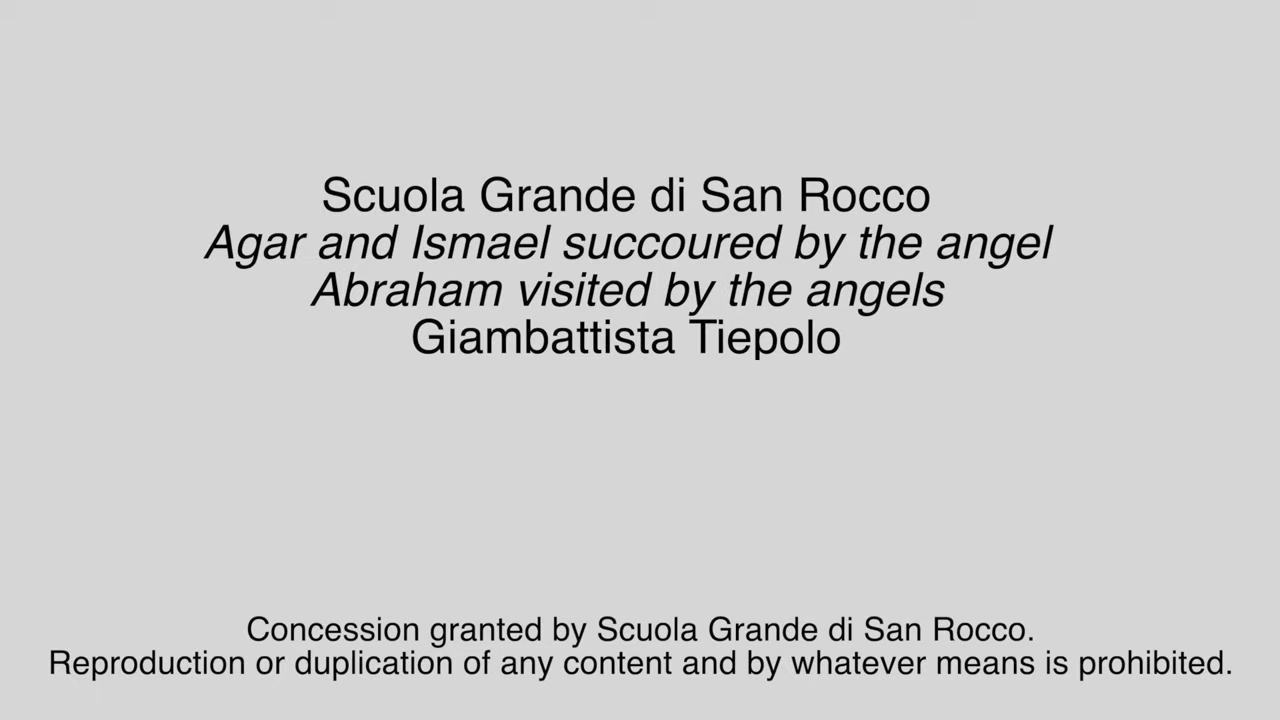 Scuola Grande di San Rocco
Agar and Ismael succoured by the angel
Abraham visited by the angels
Giambattista Tiepolo
Concession granted by Scuola Grande di San Rocco.
Reproduction or duplication of any content and by whatever means is prohibited.